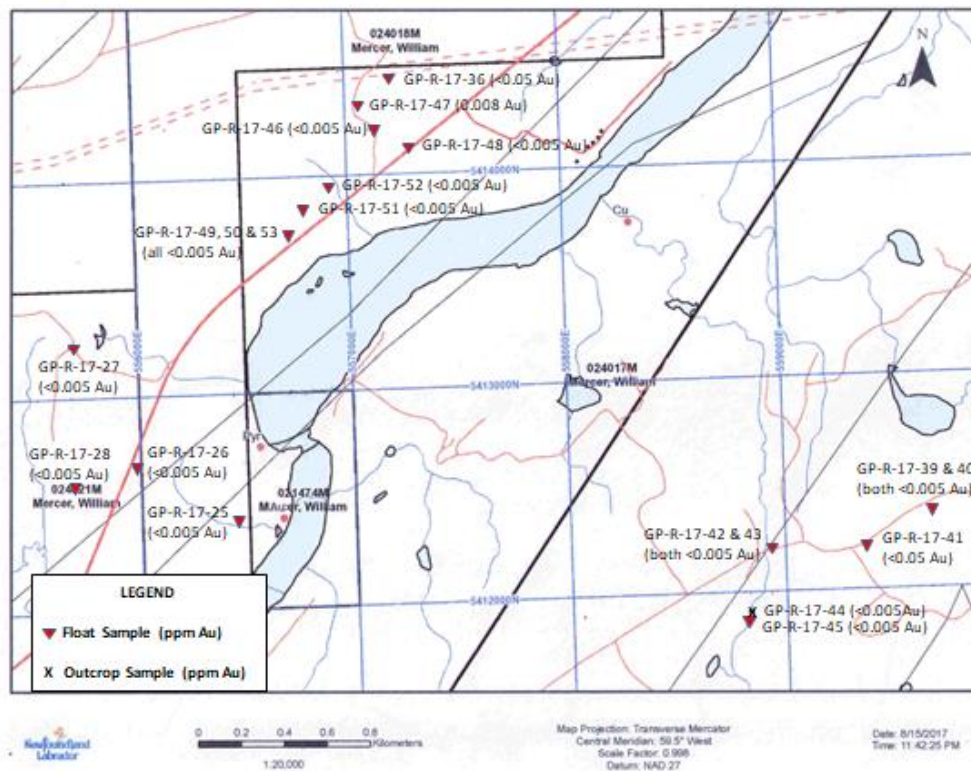 024018M
Mercer, William
N
GP-R-17-36 (<0.05 Au)
GP-R-17-47 (0.008 Au)
GP-R-17-46 (<0.005 Au)
GP-R-17-48 (<0.005 Au)
5414000N
GP-R-17-52 (<0.005 Au)
GP-R-17-51 (<0.005 Au)
Cu
GP-R-17-49, 50 & 53
(all <0.005 Au)
556000E
557000E
558000E
559000E
GP-R-17-27
(<0.005 Au)
5413000N
024017M
Mercer, William
Pyr
GP-R-17-28
(<0.005 Au)
GP-R-17-26
(<0.005 Au)
Mercer, William
021474M
William
GP-R-17-25
(<0.005 Au)
GP-R-17-39 & 40
(both <0.005 Au)
GP-R-17-42 & 43
(both <0.005 Au)
GP-R-17-41
(<0.05 Au)
5412000N
GP-R-17-44 (<0.005Au)
GP-R-17-45 (<0.005 Au)
LEGEND
Float Sample (ppm Au)
X Outcrop Sample (ppm Au)
Newfoundland
Labrador
0 0.2 0.4 0.6 0.8
Kilometers
1:20,000
Map Projection: Transverse Mercator
Central Meridian: 59.5° West
Scale Factor: 0.998
Datum: NAD 27
Date: 8/15/2017
Time: 11:42:25 PM